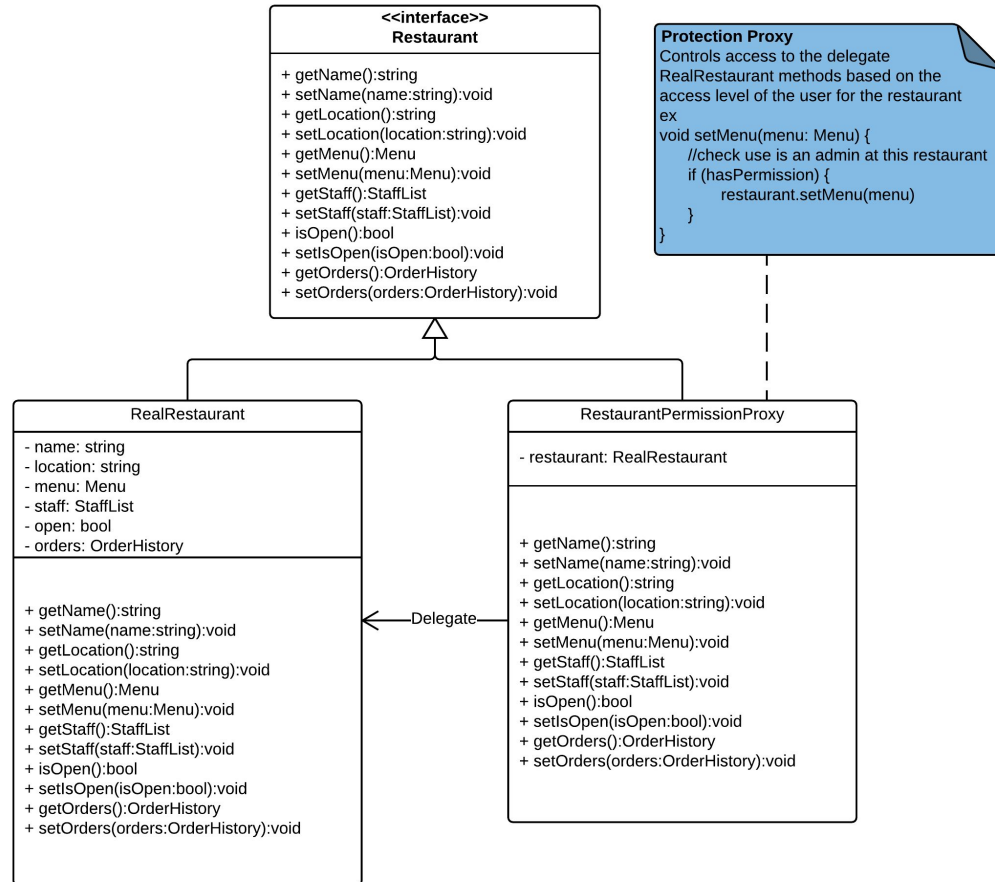 <<interface>>
Restaurant
+ getName():string
+ setName(name:string):void
+ getLocation():string
+ setLocation(location:string):void
+ getMenu():Menu
+ setMenu(menu:Menu):void
+ getStaff():StaffList
+ setStaff(staff:StaffList):void
+ isOpen():bool
+ setIsOpen(isOpen:bool):void
+ getOrders():OrderHistory
+ setOrders(orders:OrderHistory):void
Protection Proxy
Controls access to the delegate
RealRestaurant methods based on the
access level of the user for the restaurant
ex
void setMenu(menu: Menu) {
//check use is an admin at this restaurant
if (hasPermission) {
restaurant.setMenu(menu)
}
}
RealRestaurant
- name: string
- location: string
- menu: Menu
- staff: StaffList
- open: bool
- orders: OrderHistory
+ getName():string
+ setName(name:string):void
+ getLocation():string
+ setLocation(location:string):void
+ getMenu():Menu
+ setMenu(menu:Menu):void
+ getStaff():StaffList
+ setStaff(staff:StaffList):void
+ isOpen():bool
+ setIsOpen(isOpen:bool):void
+ getOrders():OrderHistory
+ setOrders(orders:OrderHistory):void
Delegate
RestaurantPermissionProxy
- restaurant: RealRestaurant
+ getName():string
+ setName(name:string):void
+ getLocation():string
+ setLocation(location:string):void
+ getMenu():Menu
+ setMenu(menu:Menu):void
+ getStaff():StaffList
+ setStaff(staff:StaffList):void
+ isOpen():bool
+ setIsOpen(isOpen:bool):void
+ getOrders():OrderHistory
+ setOrders(orders:OrderHistory):void